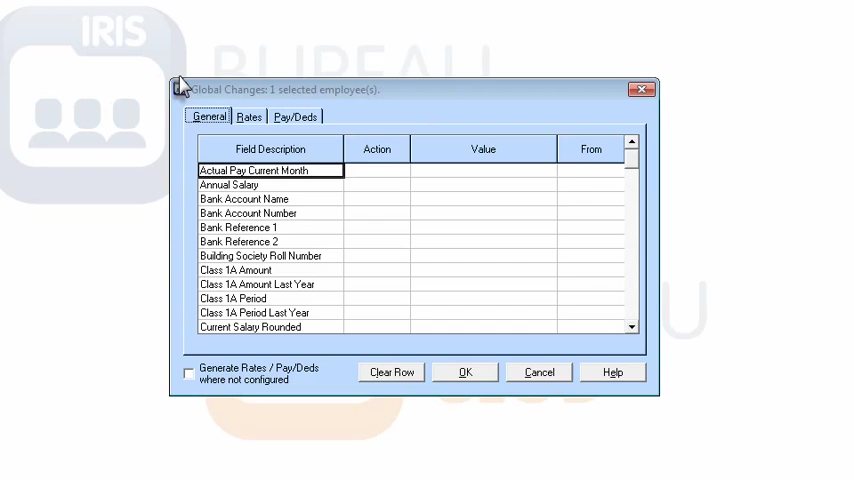 IRIS
BUREAU
Global Changes: 1 selected employee(s).
General Rates Pay/Deds
Field Description Action Value From
Actual Pay Current Month
Annual Salary
Bank Account Name
Bank Account Number
Bank Reference 1
Bank Reference 2
Building Society Roll Number
Class 1A Amount
Class 1A Amount Last Year
Class 1A Period
Class 1A Period Last Year
Current Salary Rounded
Generate Rates / Pay/Deds
where not configured
Clear Row OK Cancel Help